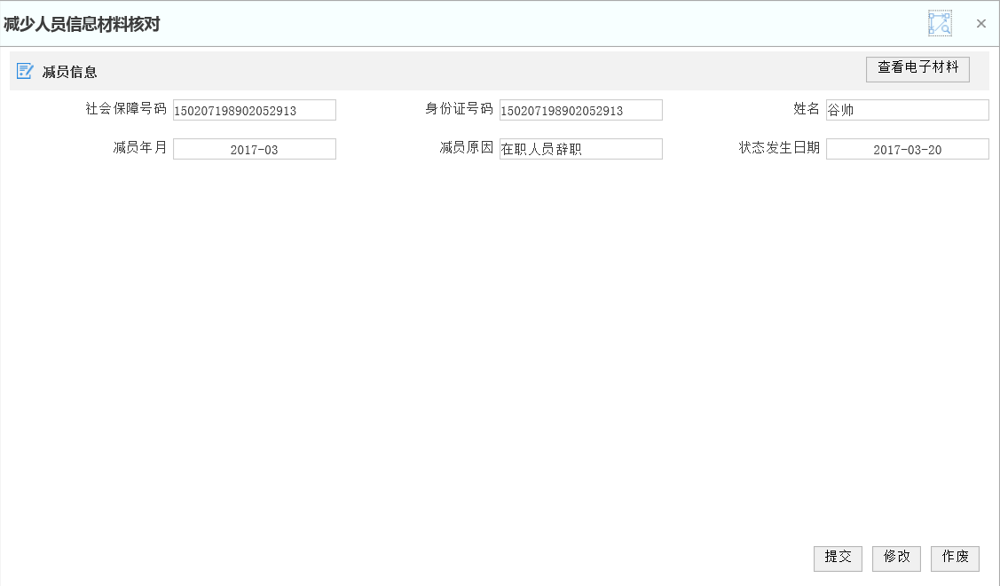 减少人员信息材料核对
减员信息 查看电子材料
社会保障号码 150207198902052913 身份证号码 150207198902052913 姓名 谷帅
减员年月 2017-03 减员原因 在职人员辞职 状态发生日期 2017-03-20
提交 修改 作废